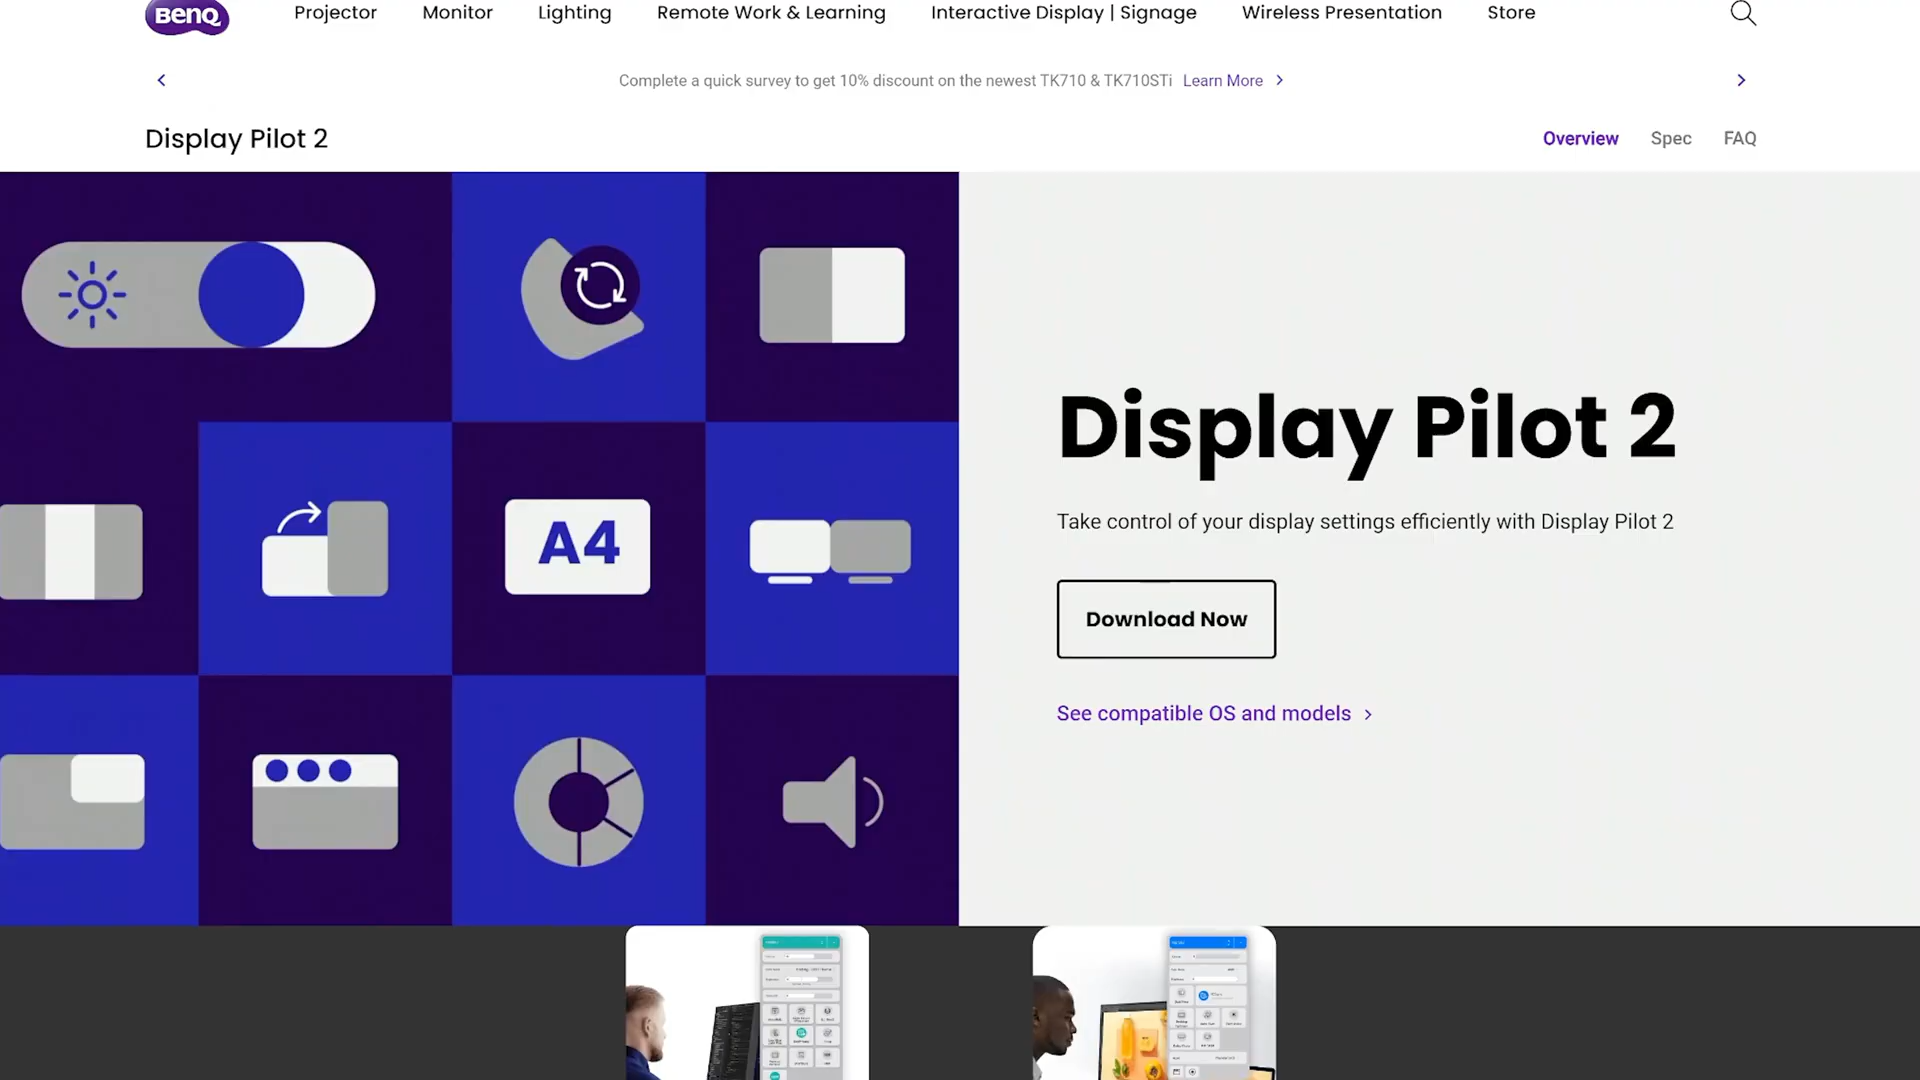 BenQ
Projector
Monitor
Lighting
Remote Work & Learning
Interactive Display | Signage
Wireless Presentation
Store
Complete a quick survey to get 10% discount on the newest TK710 & TK710STi Learn More
Display Pilot 2
Overview
Spec
FAQ
A4
Display Pilot 2
Take control of your display settings efficiently with Display Pilot 2
Download Now
See compatible OS and models